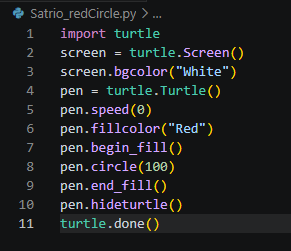 Satrio_redCircle.py > ...
1 import turtle
2 screen = turtle.Screen()
3 screen.bgcolor("White")
4 pen = turtle.Turtle()
5 pen.speed(0)
6 pen.fillcolor("Red")
7 pen.begin_fill()
8 pen.circle(100)
9 pen.end_fill()
10 pen.hideturtle()
11 turtle.done()